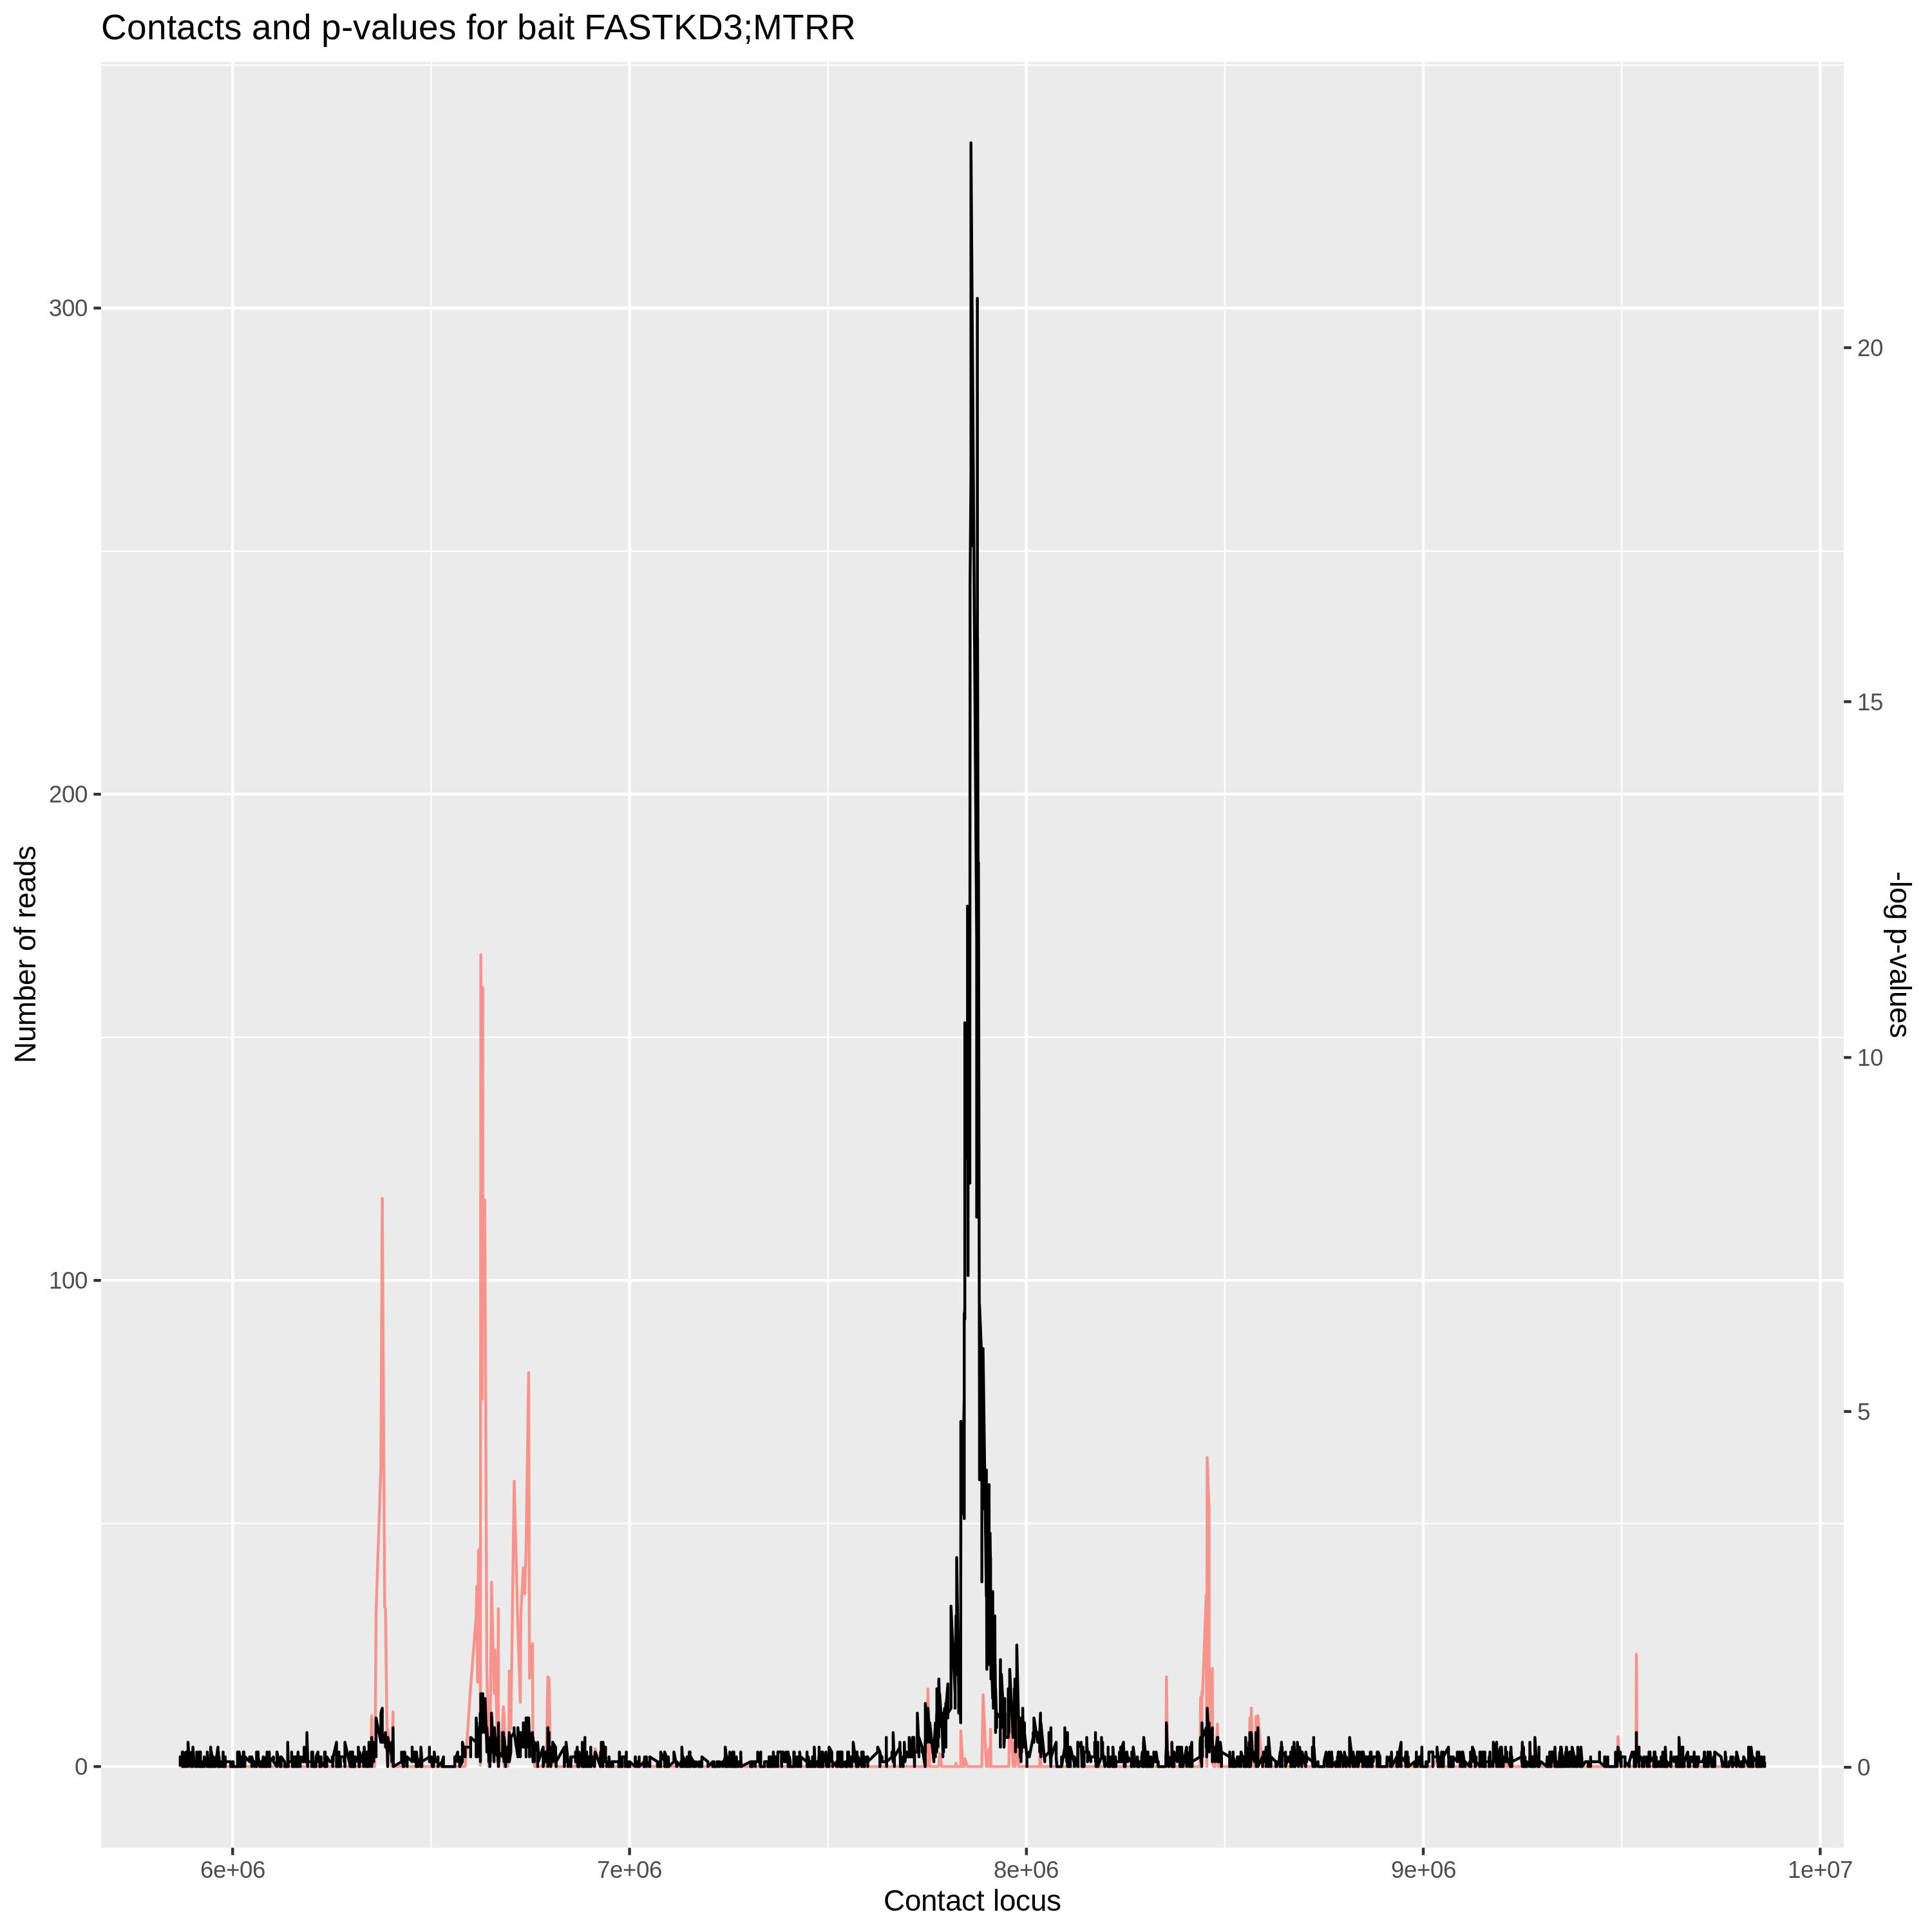 Contacts and p-values for bait FASTKD3;MTRR
Number of reads
300
200
100
0
20
15
10
5
0
-log p-values
6e+06 7e+06 8e+06 9e+06 1e+07
Contact locus